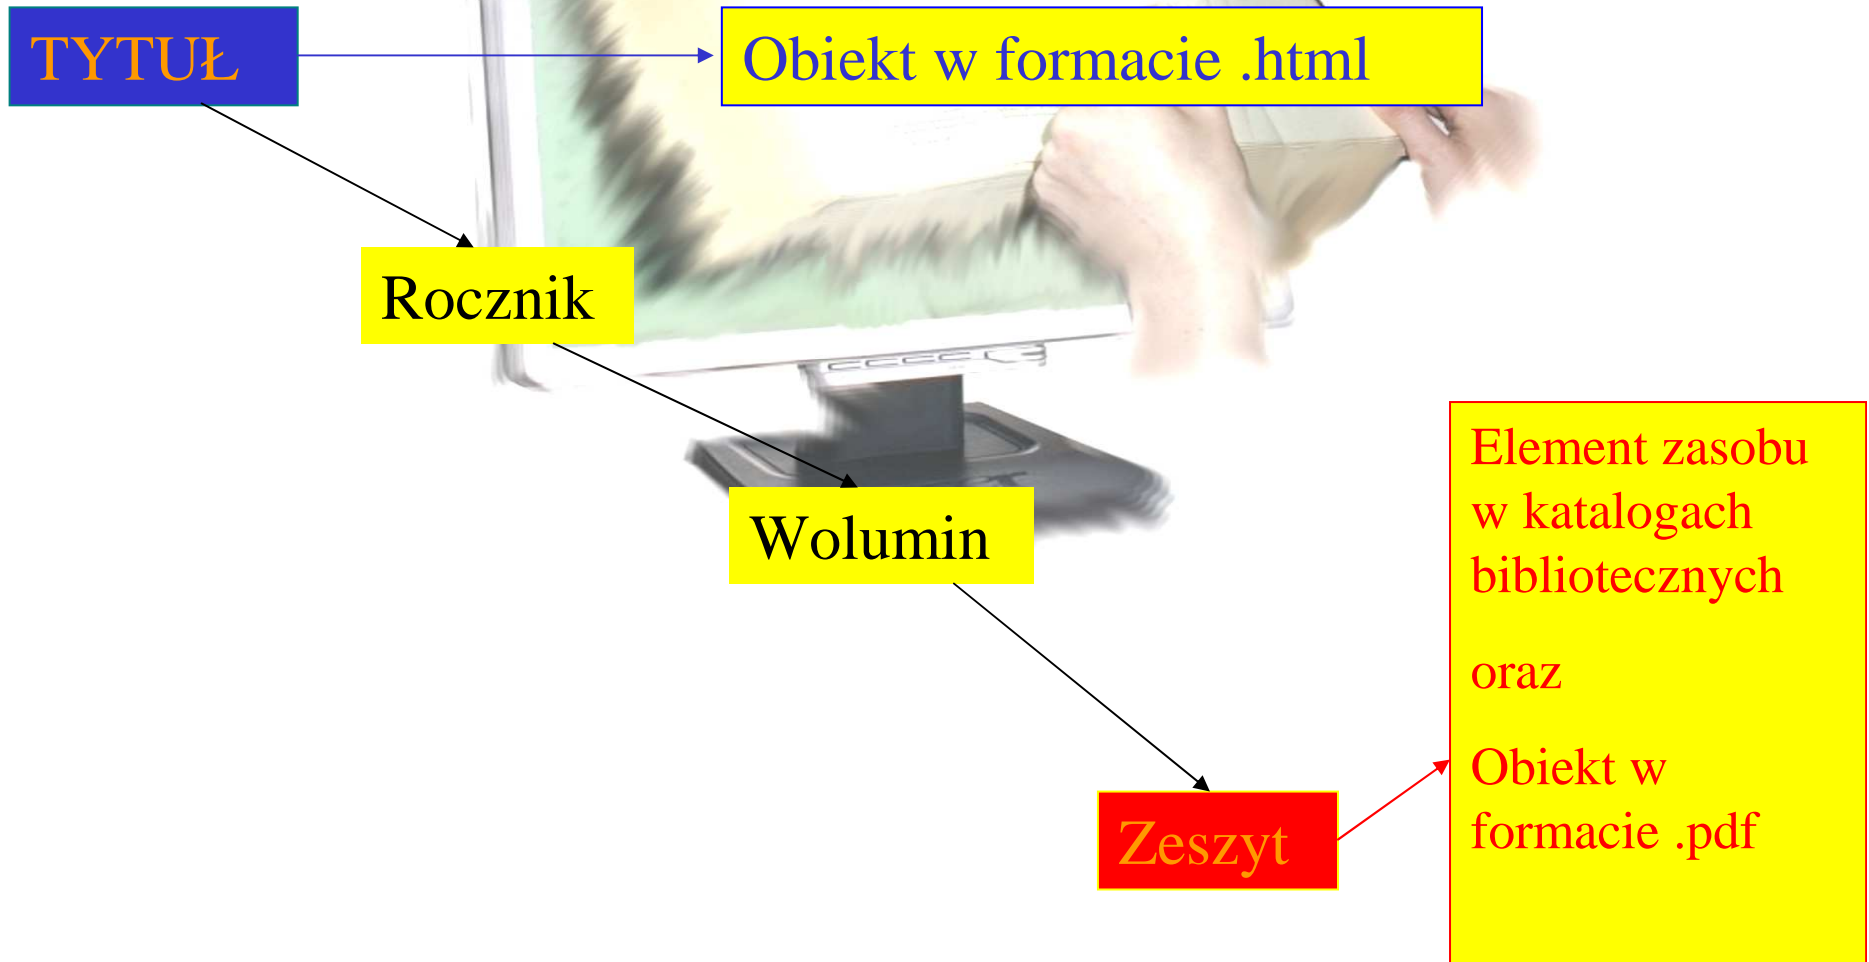 TYTUŁ
Obiekt w formacie .html
Rocznik
Wolumin
Zeszyt
Element zasobu
w katalogach
bibliotecznych
oraz
Obiekt w
formacie .pdf